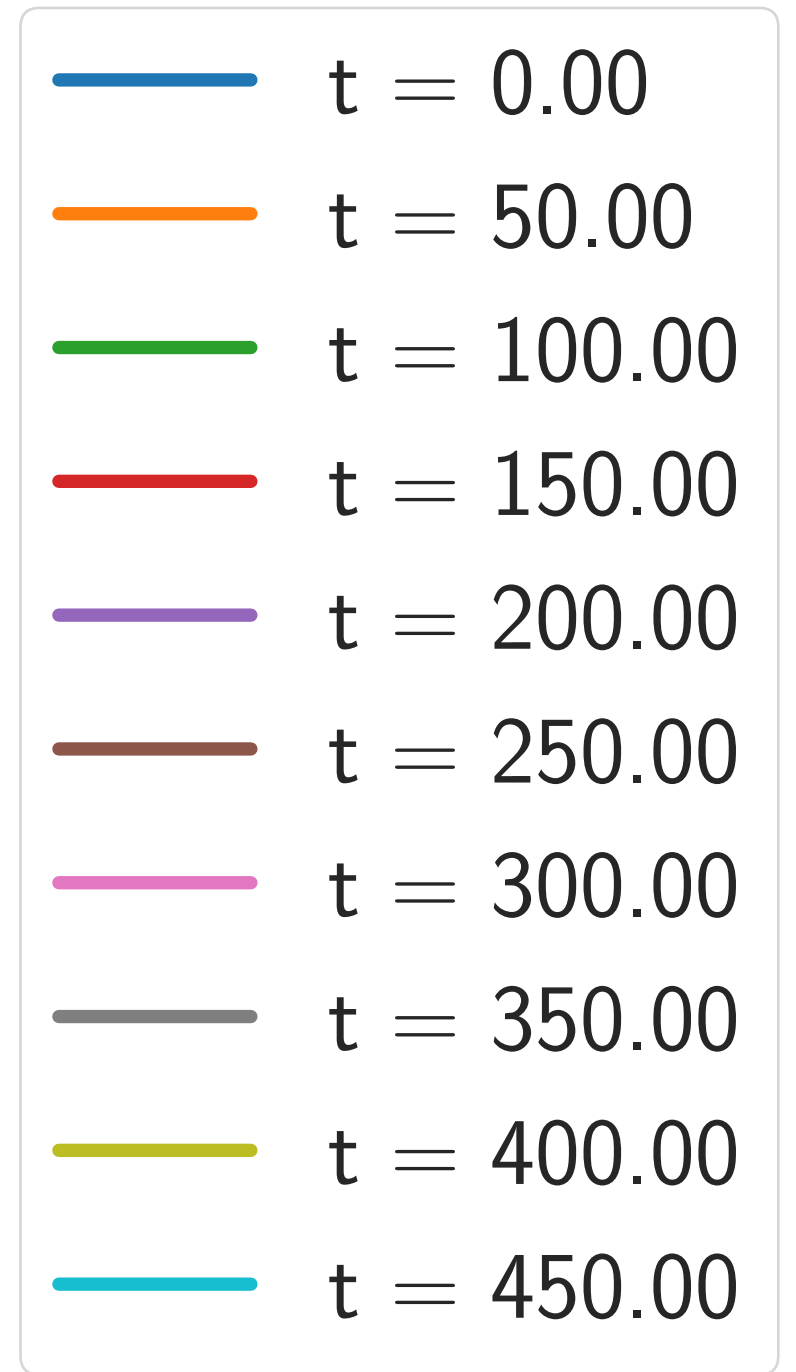 t = 0.00
t = 50.00
t = 100.00
t = 150.00
t = 200.00
t = 250.00
t = 300.00
t = 350.00
t = 400.00
t = 450.00